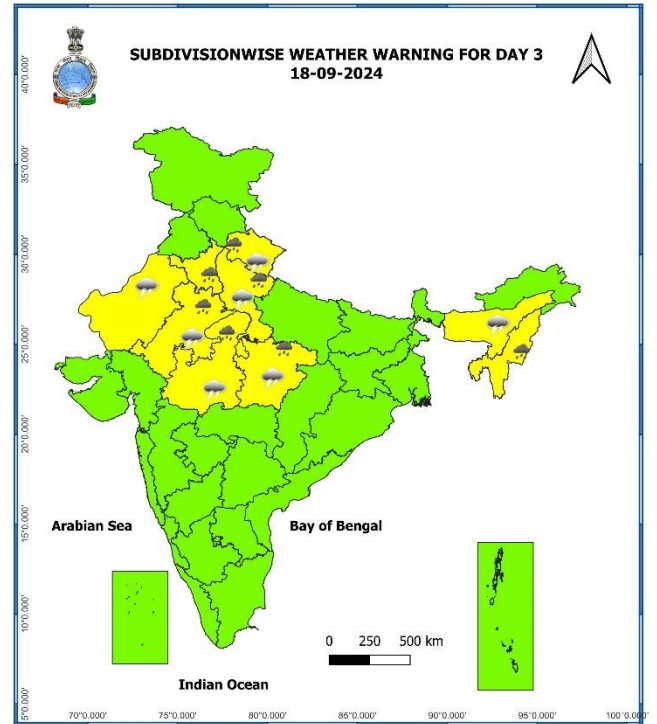 SUBDIVISIONWISE WEATHER WARNING FOR DAY 3
18-09-2024
40°0.000'
35°0.000'
30°0.000'
25°0.000'
20°0.000'
15°0.000'
10°0.000'
5°0.000'
Arabian Sea
Bay of Bengal
0 250 500 km
Indian Ocean
70°0.000' 75°0.000' 80°0.000' 85°0.000' 90°0.000' 95°0.000' 100°0.000'